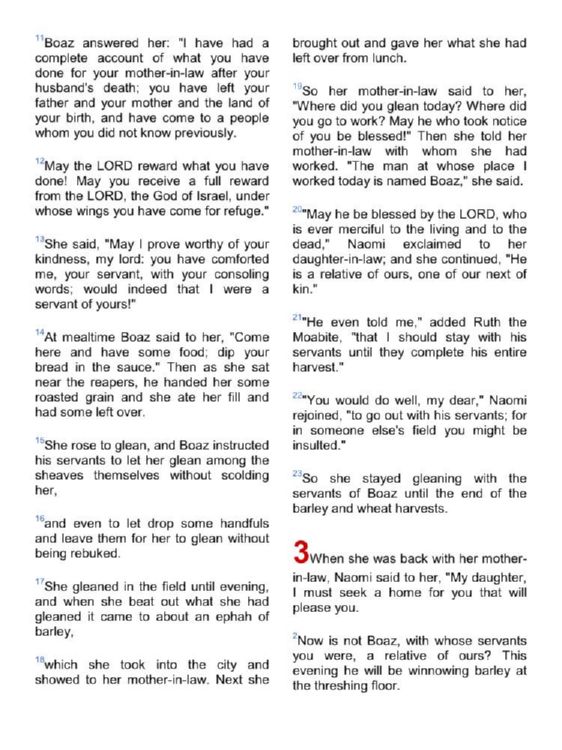 11Boaz answered her: "I have had a
complete account of what you have
done for your mother-in-law after your
husband's death; you have left your
father and your mother and the land of
your birth, and have come to a people
whom you did not know previously.
12May the LORD reward what you have
done! May you receive a full reward
from the LORD, the God of Israel, under
whose wings you have come for refuge."
13She said, "May I prove worthy of your
kindness, my lord: you have comforted
me, your servant, with your consoling
words; would indeed that I were a
servant of yours!"
14At mealtime Boaz said to her, "Come
here and have some food; dip your
bread in the sauce." Then as she sat
near the reapers, he handed her some
roasted grain and she ate her fill and
had some left over.
15She rose to glean, and Boaz instructed
his servants to let her glean among the
sheaves themselves without scolding
her,
16and even to let drop some handfuls
and leave them for her to glean without
being rebuked.
17She gleaned in the field until evening,
and when she beat out what she had
gleaned it came to about an ephah of
barley,
18which she took into the city and
showed to her mother-in-law. Next she
brought out and gave her what she had
left over from lunch.
19So her mother-in-law said to her,
"Where did you glean today? Where did
you go to work? May he who took notice
of you be blessed!" Then she told her
mother-in-law with whom she had
worked. "The man at whose place I
worked today is named Boaz," she said.
20"May he be blessed by the LORD, who
is ever merciful to the living and to the
dead," Naomi exclaimed to her
daughter-in-law; and she continued, "He
is a relative of ours, one of our next of
kin."
21"He even told me," added Ruth the
Moabite, "that I should stay with his
servants until they complete his entire
harvest."
22"You would do well, my dear," Naomi
rejoined, "to go out with his servants; for
in someone else's field you might be
insulted."
23So she stayed gleaning with the
servants of Boaz until the end of the
barley and wheat harvests.
3When she was back with her mother-
in-law, Naomi said to her, "My daughter,
I must seek a home for you that will
please you.
2Now is not Boaz, with whose servants
you were, a relative of ours? This
evening he will be winnowing barley at
the threshing floor.